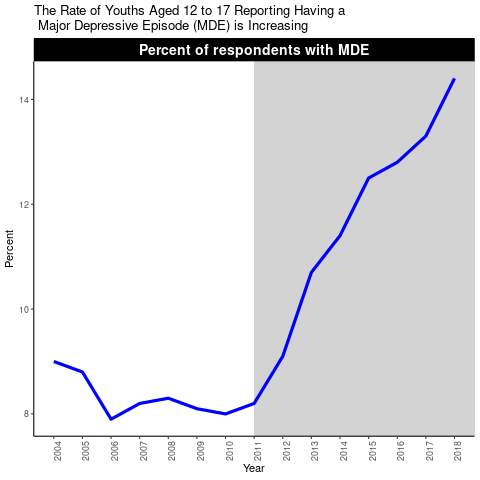 The Rate of Youths Aged 12 to 17 Reporting Having a
Major Depressive Episode (MDE) is Increasing
Percent of respondents with MDE
14
12
10
8
Percent
2004 2005 2006 2007 2008 2009 2010 2011 2012 2013 2014 2015 2016 2017 2018
Year